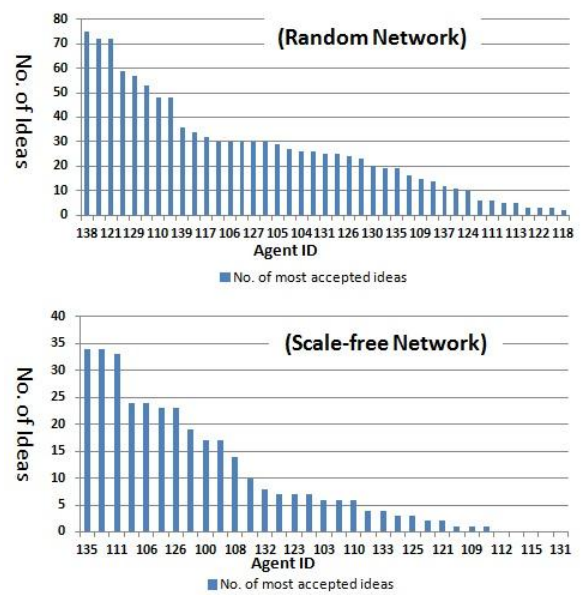 80
(Random Network)
70
60
50
40
30
20
10
0
No. of Ideas
138 121 129 110 139 117 106 127 105 104 131 126 130 135 109 137 124 111 113 122 118
Agent ID
No. of most accepted ideas
40
(Scale-free Network)
35
30
25
20
15
10
5
0
No. of Ideas
135 111 106 126 100 108 132 123 103 110 133 125 121 109 112 115 131
Agent ID
No. of most accepted ideas